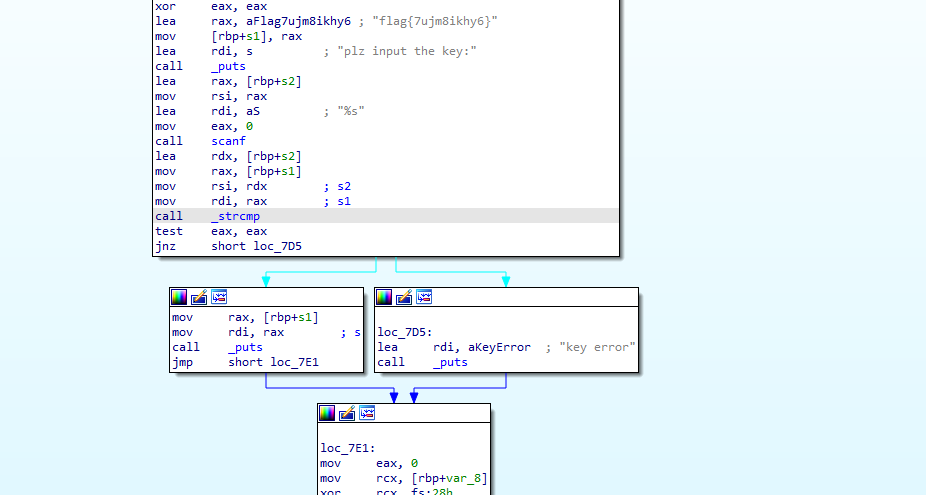 xor eax, eax
lea rax, aFlag7ujm8ikhy6 ; "flag{7ujm8ikhy6}"
mov [rbp+s1], rax
lea rdi, s ; "plz input the key:"
call _puts
lea rax, [rbp+s2]
mov rsi, rax
lea rdi, aS ; "%s"
mov eax, 0
call scanf
lea rdx, [rbp+s2]
mov rax, [rbp+s1]
mov rsi, rdx ; s2
mov rdi, rax ; s1
call _strcmp
test eax, eax
jnz short loc_7D5
mov rax, [rbp+s1]
mov rdi, rax ; s
call _puts
jmp short loc_7E1
loc_7D5:
lea rdi, aKeyError ; "key error"
call _puts
loc_7E1:
mov eax, 0
mov rcx, [rbp+var_8]
xor rcx, fs:28h